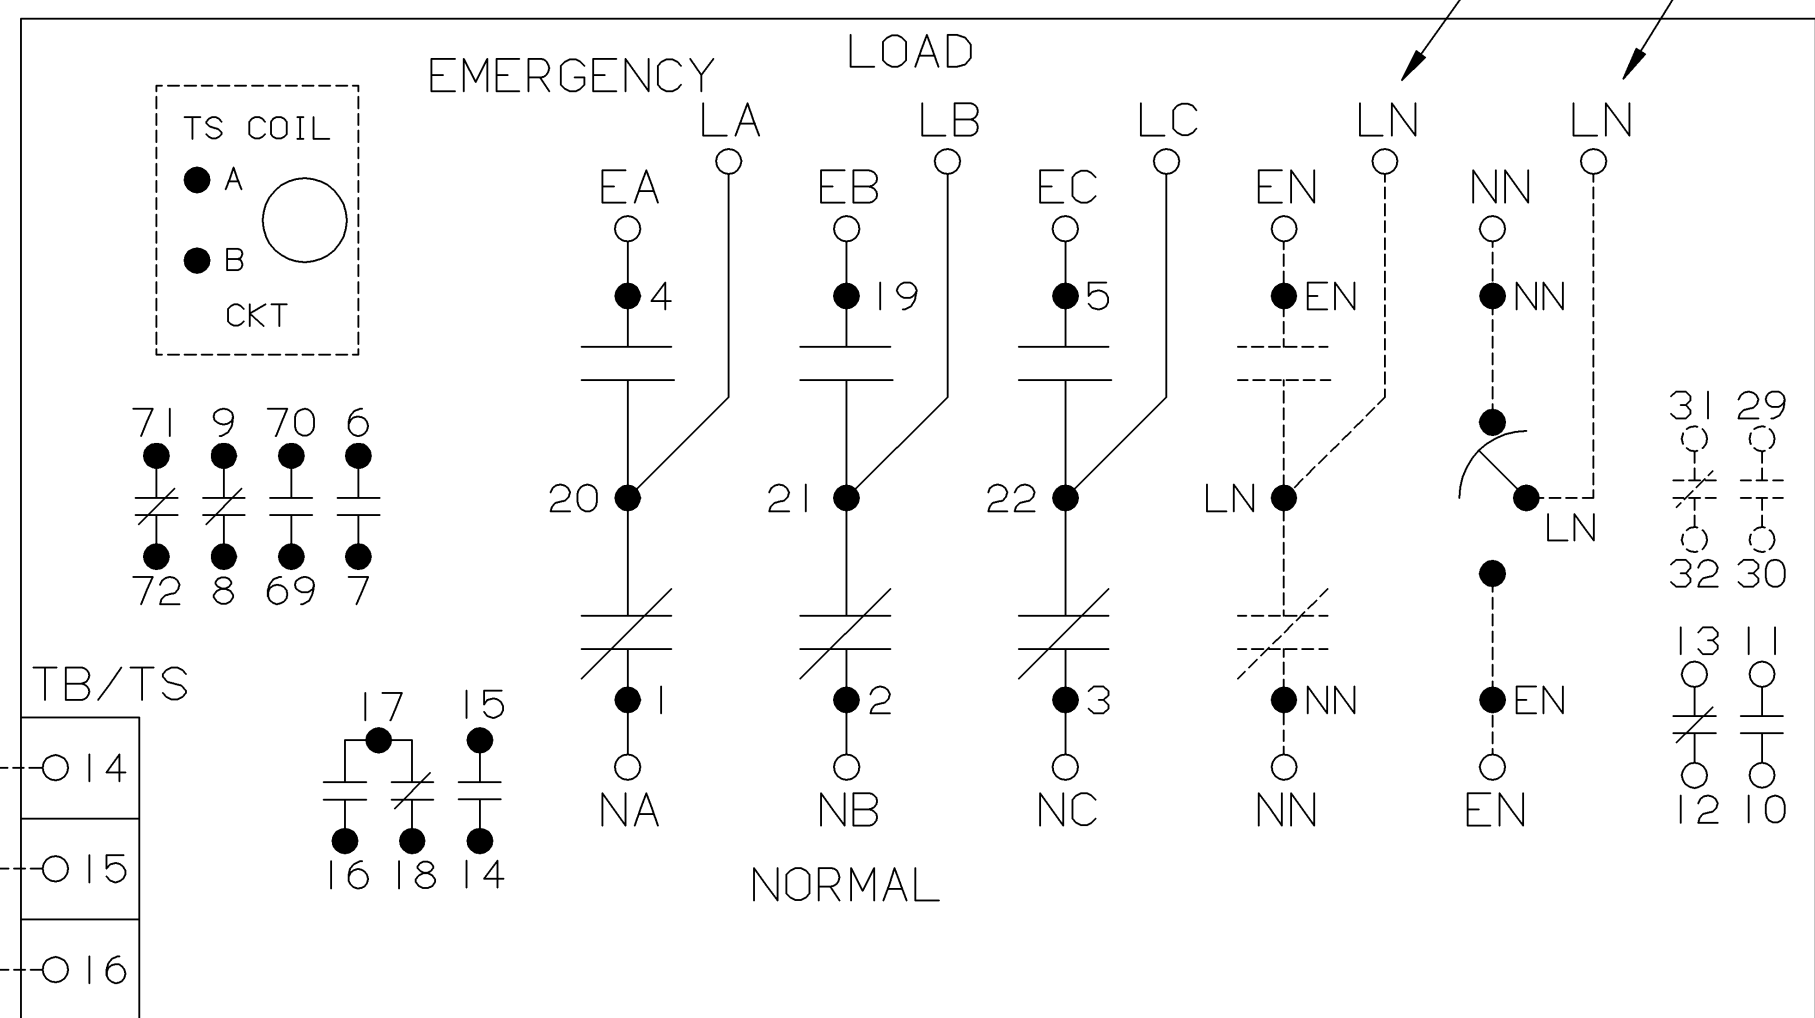 LOAD
EMERGENCY
LA LB LC LN LN
TS COIL
A
B
CKT
EA EB EC EN NN
4 19 5 EN NN
71 9 70 6
31 29
20 21 22 LN LN
72 8 69 7
32 30
13 11
TB/TS
17 15
1 2 3 NN EN
14
NA NB NC NN EN
12 10
15
16 18 14
NORMAL
16